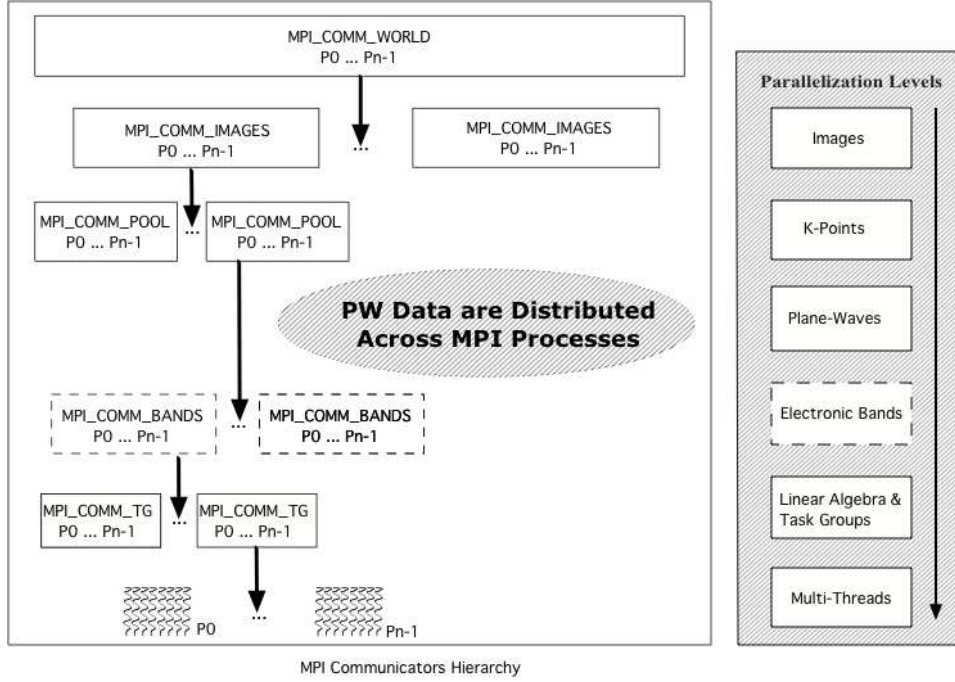 MPI_COMM_WORLD
P0 ... Pn-1
MPI_COMM_IMAGES
P0 ... Pn-1
...
MPI_COMM_IMAGES
P0 ... Pn-1
MPI_COMM_POOL
P0 ... Pn-1
...
MPI_COMM_POOL
P0 ... Pn-1
PW Data are Distributed
Across MPI Processes
MPI_COMM_BANDS
P0 ... Pn-1
...
MPI_COMM_BANDS
P0 ... Pn-1
MPI_COMM_TG
P0 ... Pn-1
...
MPI_COMM_TG
P0 ... Pn-1
P0
...
Pn-1
MPI Communicators Hierarchy
Parallelization Levels
Images
K-Points
Plane-Waves
Electronic Bands
Linear Algebra &
Task Groups
Multi-Threads